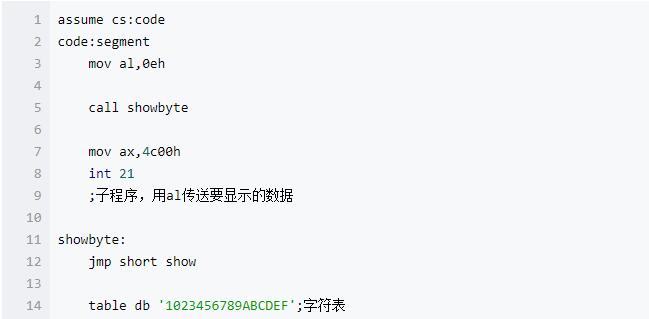 1 assume cs:code
2 code:segment
3 mov al,0eh
4
5 call showbyte
6
7 mov ax,4c00h
8 int 21
9 ;子程序，用al传送要显示的数据
10
11 showbyte:
12 jmp short show
13
14 table db '1023456789ABCDEF';字符表